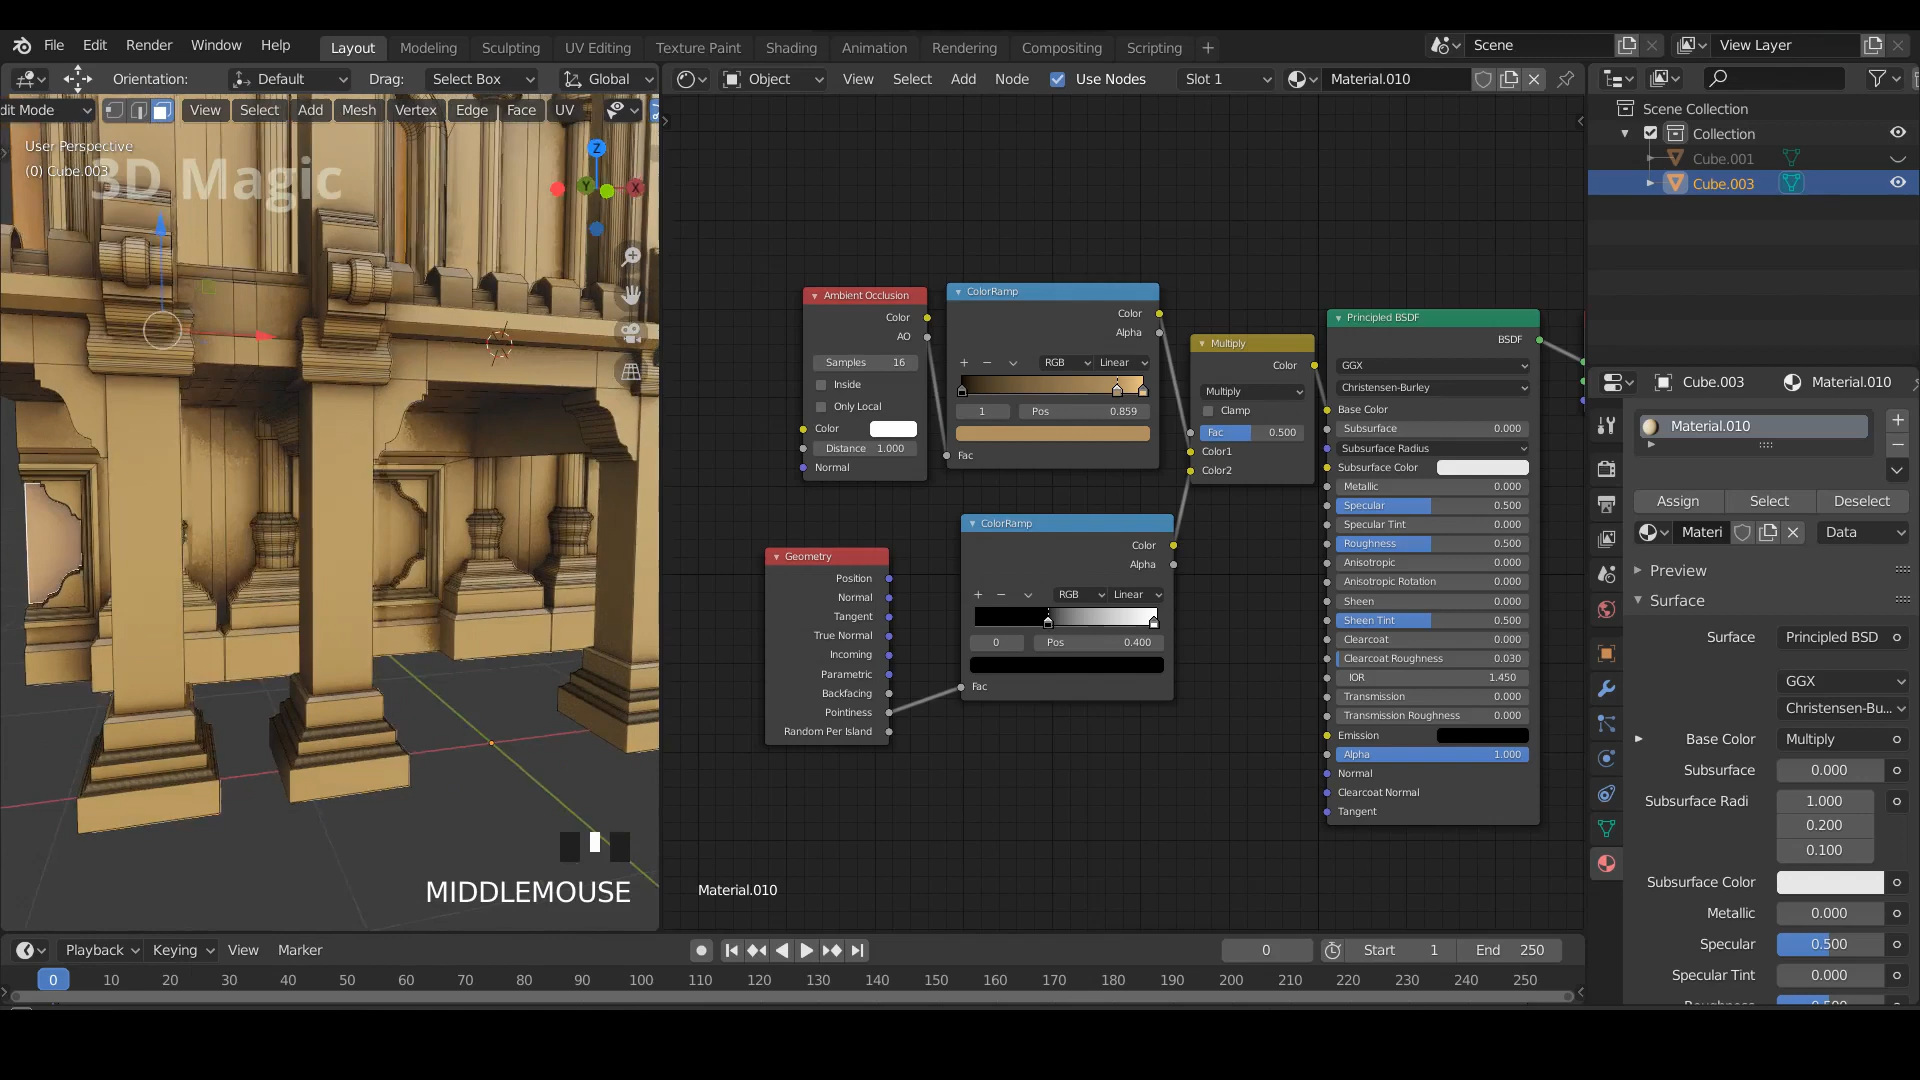 File Edit Render Window Help Layout Modeling Sculpting UV Editing Texture Paint Shading Animation Rendering Compositing Scripting + Scene View Layer
Orientation: Default Drag: Select Box Global Object View Select Add Node Use Nodes Slot 1 Material.010
dit Mode View Select Add Mesh Vertex Edge Face UV
User Perspective
(0) Cube.003
3D Magic
Z
Y
X
Scene Collection
Collection
Cube.001
Cube.003
Ambient Occlusion
Color
AO
Samples 16
Inside
Only Local
Color
Distance 1.000
Normal
ColorRamp
Color
Alpha
RGB Linear
1 Pos 0.859
Fac
Multiply
Color
Multiply
Clamp
Fac 0.500
Color1
Color2
Geometry
Position
Normal
Tangent
True Normal
Incoming
Parametric
Backfacing
Pointiness
Random Per Island
ColorRamp
Color
Alpha
RGB Linear
0 Pos 0.400
Fac
Principled BSDF
BSDF
GGX
Christensen-Burley
Base Color
Subsurface 0.000
Subsurface Radius
Subsurface Color
Metallic 0.000
Specular 0.500
Specular Tint 0.000
Roughness 0.500
Anisotropic 0.000
Anisotropic Rotation 0.000
Sheen 0.000
Sheen Tint 0.500
Clearcoat 0.000
Clearcoat Roughness 0.030
IOR 1.450
Transmission 0.000
Transmission Roughness 0.000
Emission
Alpha 1.000
Normal
Clearcoat Normal
Tangent
Material.010
MIDDLEMOUSE
Cube.003 Material.010
Material.010
Assign Select Deselect
Materi Data
Preview
Surface
Surface Principled BSD
GGX
Christensen-Bu...
Base Color Multiply
Subsurface 0.000
Subsurface Radi 1.000
0.200
0.100
Subsurface Color
Metallic 0.000
Specular 0.500
Specular Tint 0.000
Roughness 0.500
Playback Keying View Marker 0 Start 1 End 250
0 10 20 30 40 50 60 70 80 90 100 110 120 130 140 150 160 170 180 190 200 210 220 230 240 250